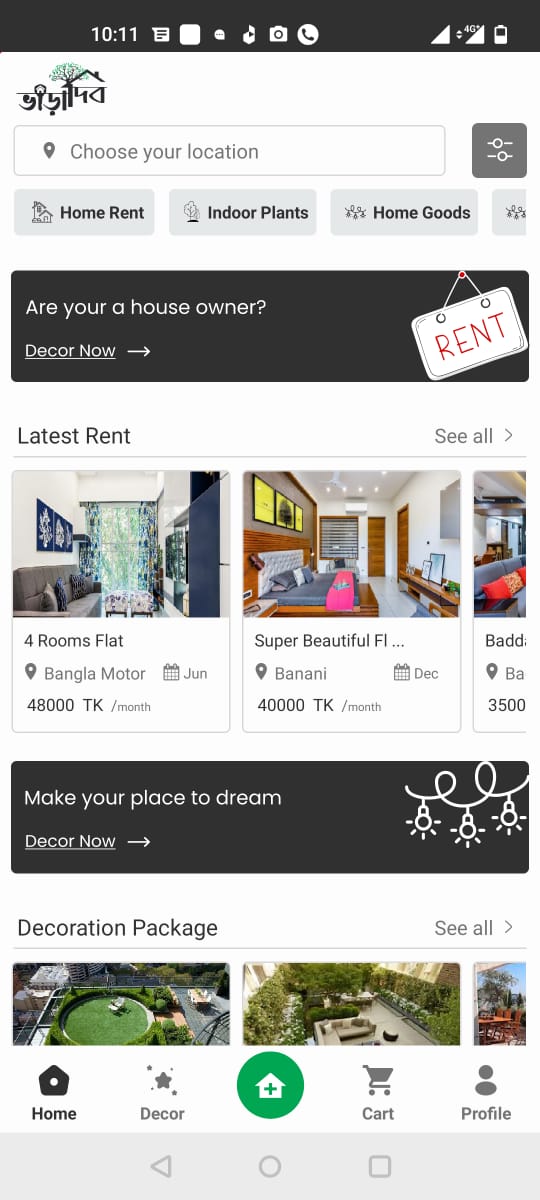 10:11
4G+
ভাড়াদিব
Choose your location
Home Rent
Indoor Plants
Home Goods
Are your a house owner?
Decor Now
RENT
Latest Rent
See all
4 Rooms Flat
Bangla Motor
Jun
48000 TK /month
Super Beautiful Fl ...
Banani
Dec
40000 TK /month
Badda
Ba
3500
Make your place to dream
Decor Now
Decoration Package
See all
Home
Decor
Cart
Profile